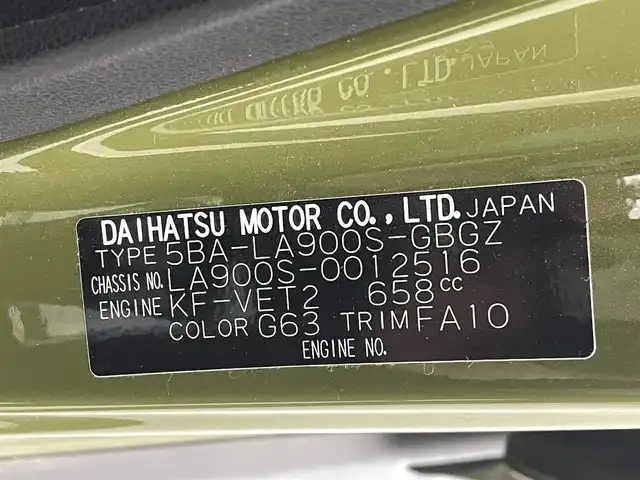 DAIHATSU MOTOR CO., LTD. JAPAN
TYPE 5BA-LA900S-GBGZ
CHASSIS NO. LA900S-0012516
ENGINE KF-VET2 658cc
COLOR G63 TRIM FA10
ENGINE NO.